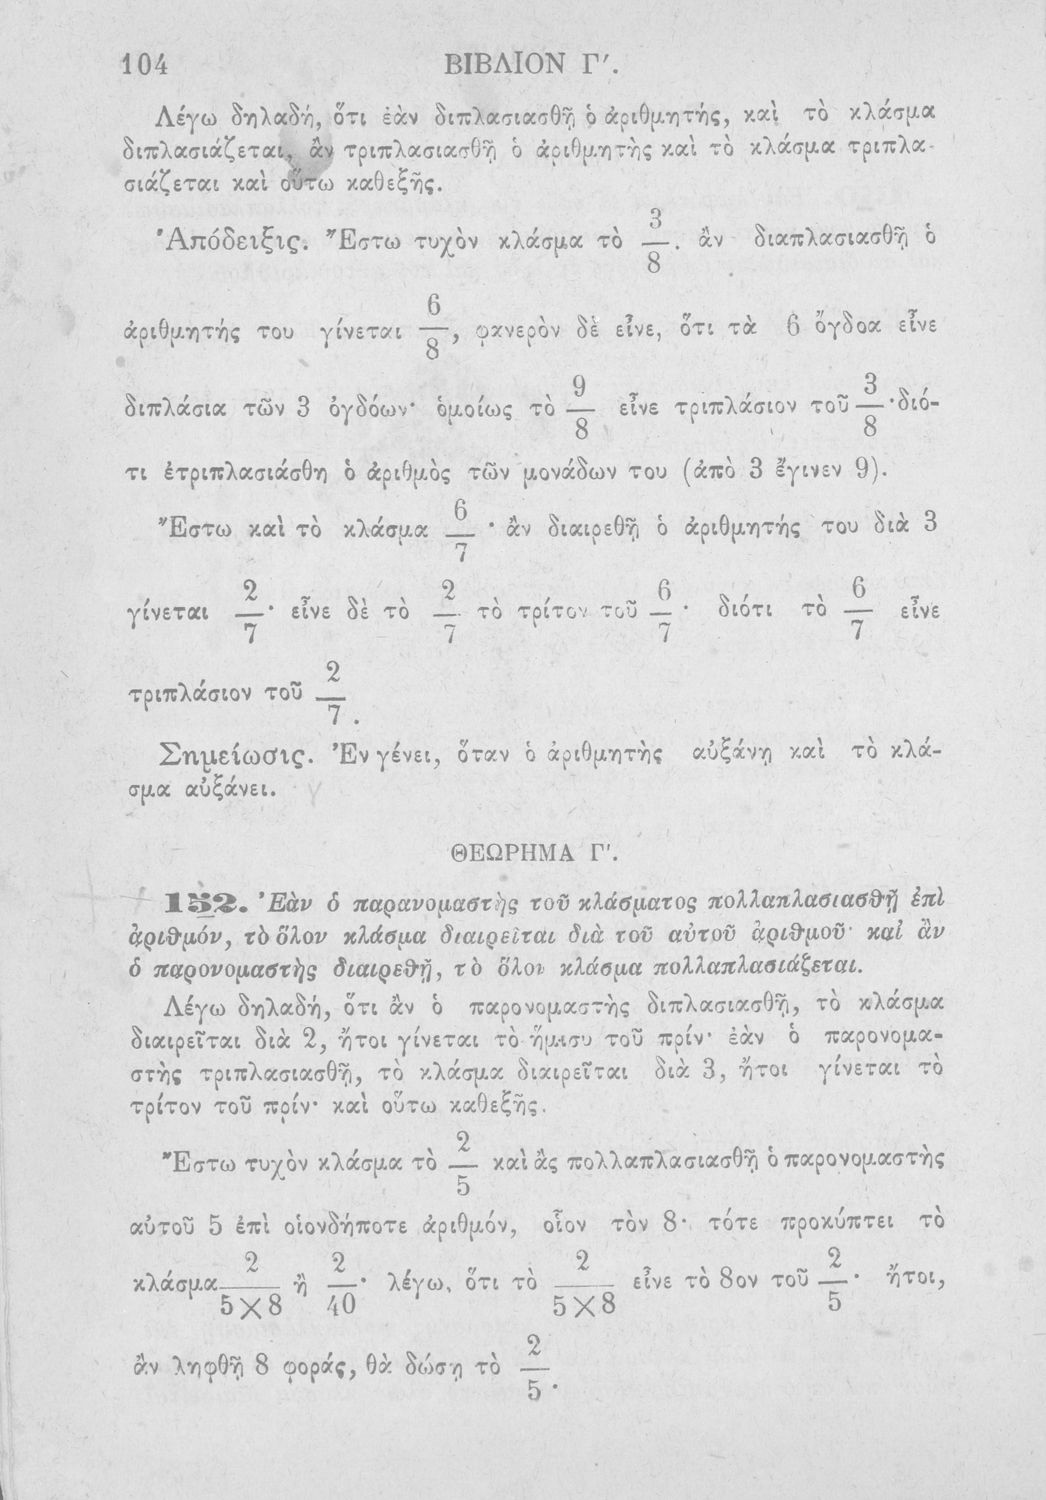 104 ΒΙΒΛΙΟΝ Γʹ.
Λέγω δηλαδή, ὅτι ἐὰν διπλασιασθῇ ὁ ἀριθμητής, καὶ τὸ κλάσμα
διπλασιάζεται, ἂν τριπλασιασθῇ ὁ ἀριθμητὴς καὶ τὸ κλάσμα τριπλα-
σιάζεται καὶ οὕτω καθεξῆς.
Ἀπόδειξις. Ἔστω τυχὸν κλάσμα τὸ 3/8. ἂν διαπλασιασθῇ ὁ
ἀριθμητής του γίνεται 6/8, φανερὸν δὲ εἶνε, ὅτι τὰ 6 ὄγδοα εἶνε
διπλάσια τῶν 3 ὀγδόων· ὁμοίως τὸ 9/8 εἶνε τριπλάσιον τοῦ 3/8 ·διό-
τι ἐτριπλασιάσθη ὁ ἀριθμὸς τῶν μονάδων του (ἀπὸ 3 ἔγινεν 9).
Ἔστω καὶ τὸ κλάσμα 6/7 · ἂν διαιρεθῇ ὁ ἀριθμητής του διὰ 3
γίνεται 2/7· εἶνε δὲ τὸ 2/7 τὸ τρίτον τοῦ 6/7 · διότι τὸ 6/7 εἶνε
τριπλάσιον τοῦ 2/7.
Σημείωσις. Ἐν γένει, ὅταν ὁ ἀριθμητὴς αὐξάνῃ καὶ τὸ κλά-
σμα αὐξάνει.
ΘΕΩΡΗΜΑ Γʹ.
152. Ἐὰν ὁ παρανομαστὴς τοῦ κλάσματος πολλαπλασιασθῇ ἐπὶ
ἀριθμόν, τὸ ὅλον κλάσμα διαιρεῖται διὰ τοῦ αὐτοῦ ἀριθμοῦ· καὶ ἂν
ὁ παρονομαστὴς διαιρεθῇ, τὸ ὅλον κλάσμα πολλαπλασιάζεται.
Λέγω δηλαδή, ὅτι ἂν ὁ παρονομαστὴς διπλασιασθῇ, τὸ κλάσμα
διαιρεῖται διὰ 2, ἤτοι γίνεται τὸ ἥμισυ τοῦ πρίν· ἐὰν ὁ παρονομα-
στὴς τριπλασιασθῇ, τὸ κλάσμα διαιρεῖται διὰ 3, ἤτοι γίνεται τὸ
τρίτον τοῦ πρίν· καὶ οὕτω καθεξῆς.
Ἔστω τυχὸν κλάσμα τὸ 2/5 καὶ ἂς πολλαπλασιασθῇ ὁ παρονομαστὴς
αὐτοῦ 5 ἐπὶ οἱονδήποτε ἀριθμόν, οἷον τὸν 8· τότε προκύπτει τὸ
κλάσμα 2/5×8 ἢ 2/40· λέγω, ὅτι τὸ 2/5×8 εἶνε τὸ 8ον τοῦ 2/5· ἤτοι,
ἂν ληφθῇ 8 φοράς, θὰ δώσῃ τὸ 2/5.